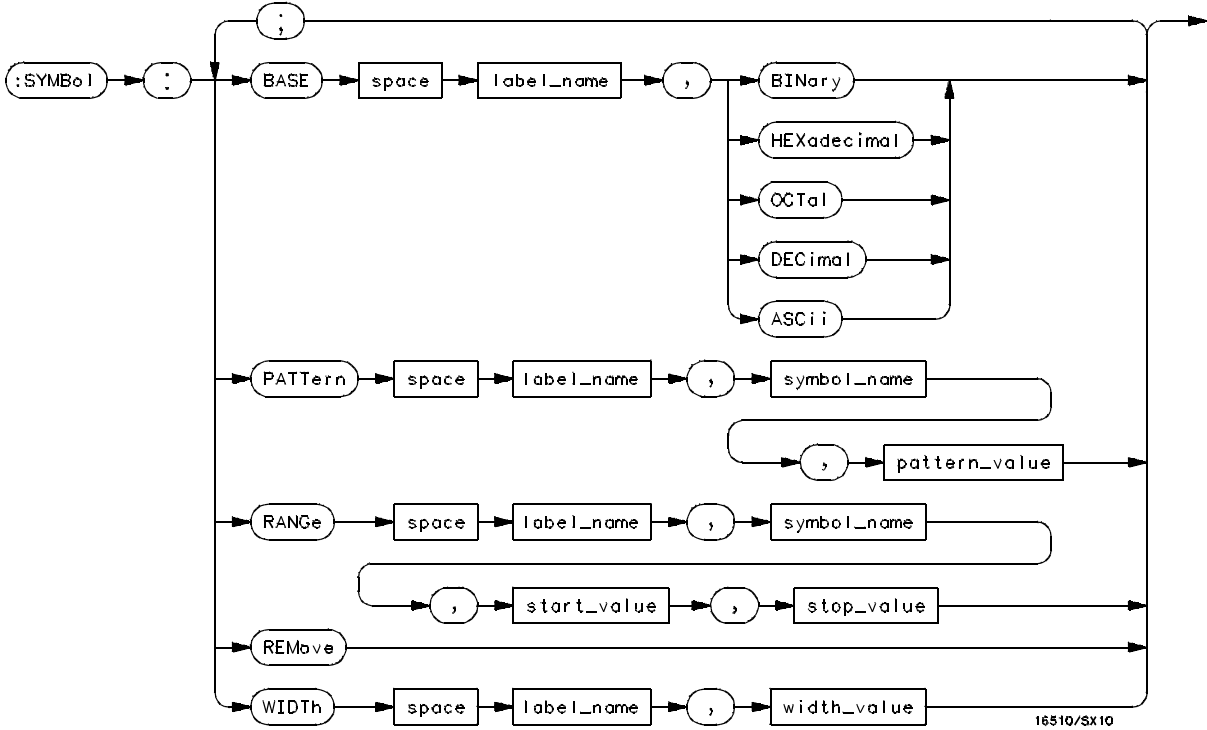 ;
:SYMBol : BASE space label_name , BINary
HEXadecimal
OCTal
DECimal
ASCii
PATTern space label_name , symbol_name
, pattern_value
RANGe space label_name , symbol_name
, start_value , stop_value
REMove
WIDTh space label_name , width_value
16510/SX10